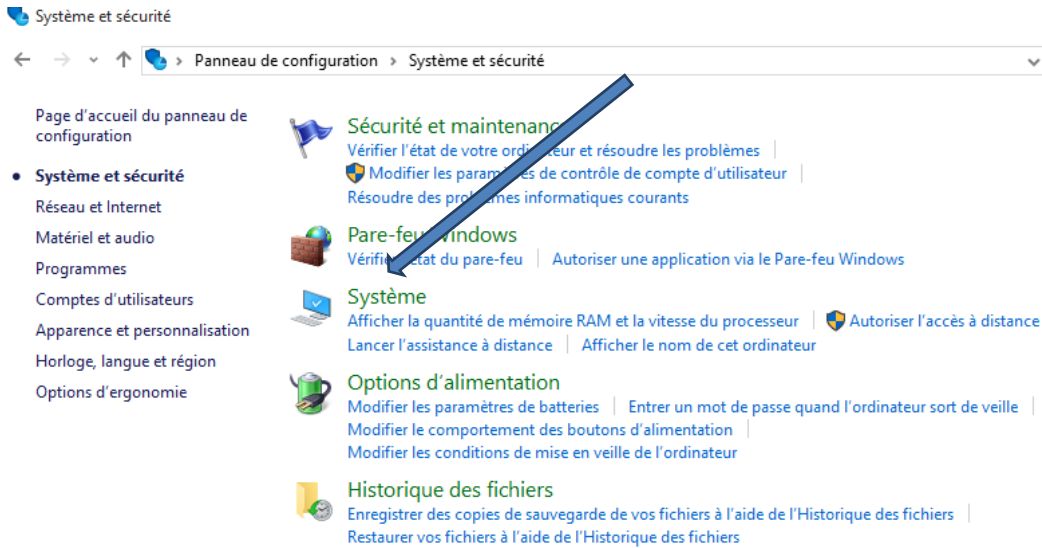 Système et sécurité
Panneau de configuration > Système et sécurité
Page d'accueil du panneau de
configuration
Système et sécurité
Réseau et Internet
Matériel et audio
Programmes
Comptes d'utilisateurs
Apparence et personnalisation
Horloge, langue et région
Options d'ergonomie
Sécurité et maintenance
Vérifier l'état de votre ordinateur et résoudre les problèmes
Modifier les paramètres de contrôle de compte d'utilisateur
Résoudre des problèmes informatiques courants
Pare-feu Windows
Vérifier l'état du pare-feu | Autoriser une application via le Pare-feu Windows
Système
Afficher la quantité de mémoire RAM et la vitesse du processeur | Autoriser l'accès à distance
Lancer l'assistance à distance | Afficher le nom de cet ordinateur
Options d'alimentation
Modifier les paramètres de batteries | Entrer un mot de passe quand l'ordinateur sort de veille
Modifier le comportement des boutons d'alimentation
Modifier les conditions de mise en veille de l'ordinateur
Historique des fichiers
Enregistrer des copies de sauvegarde de vos fichiers à l'aide de l'Historique des fichiers
Restaurer vos fichiers à l'aide de l'Historique des fichiers